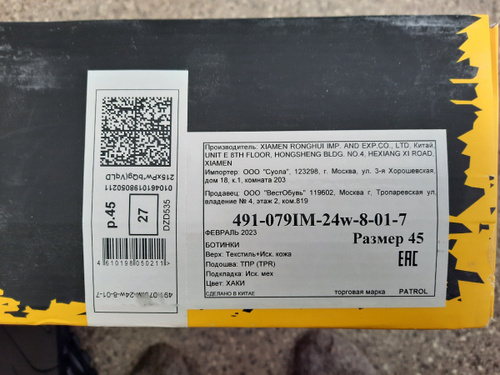 Производитель: XIAMEN RONGHUI IMP. AND EXP.CO., LTD, Китай
UNIT E 8TH FLOOR, HONGSHENG BLDG. NO.4, HEXIANG XI ROAD,
XIAMEN
Импортер: ООО "Суола", 123298, г. Москва, ул. 3-я Хорошевская,
дом 18, к.1, комната 203
Продавец: ООО "ВестОбувь" 119602, Москва г, Тропаревская ул,
владение № 4, этаж 2, ком.819
491-079IM-24w-8-01-7
ФЕВРАЛЬ 2023
Размер 45
БОТИНКИ
Верх: Текстиль+Иск. кожа
Подошва: ТПР (TPR)
Подкладка: Иск. мех
Цвет: ХАКИ
EAC
СДЕЛАНО В КИТАЕ
торговая марка PATROL
0104610198050211
р.45
27
DZD535
4610198050211
491-079IM-24w-8-01-7